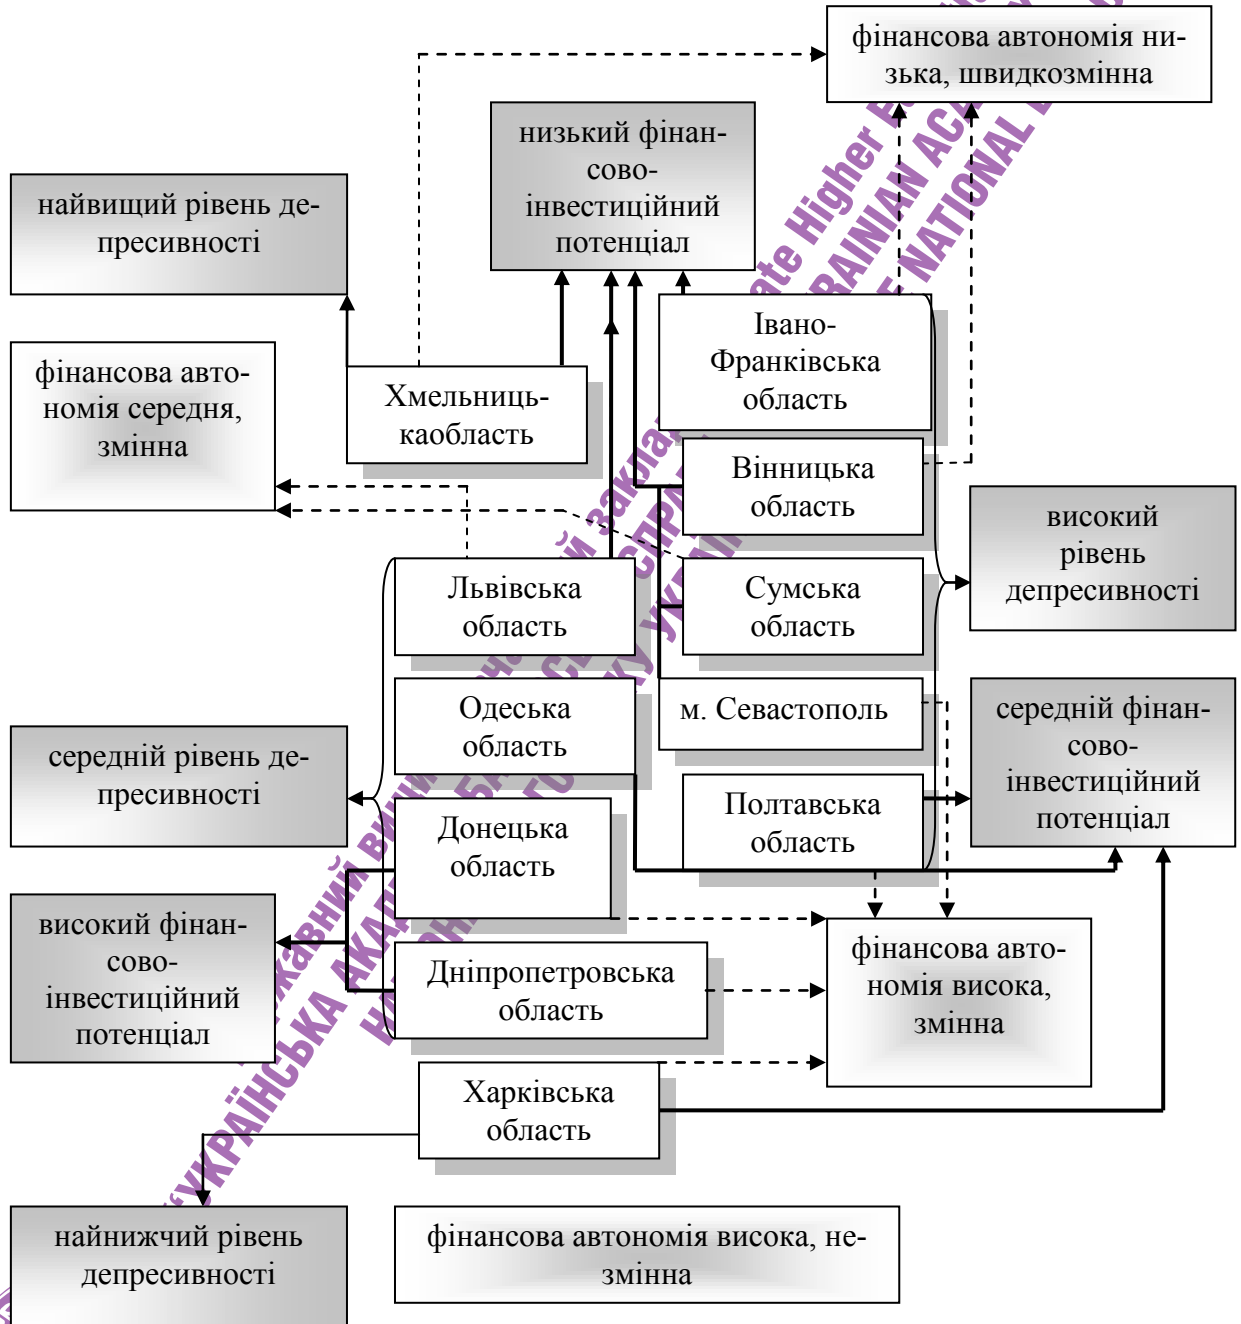 фінансова автономія ни-
зька, швидкозмінна
низький фінан-
сово-
інвестиційний
потенціал
найвищий рівень де-
пресивності
Івано-
Франківська
область
фінансова авто-
номія середня,
змінна
Хмельниць-
каобласть
Вінницька
область
високий
рівень
депресивності
Львівська
область
Сумська
область
Одеська
область
м. Севастополь
середній фінан-
сово-
інвестиційний
потенціал
середній рівень де-
пресивності
Донецька
область
Полтавська
область
високий фінан-
сово-
інвестиційний
потенціал
Дніпропетровська
область
фінансова авто-
номія висока,
змінна
Харківська
область
найнижчий рівень
депресивності
фінансова автономія висока, не-
змінна